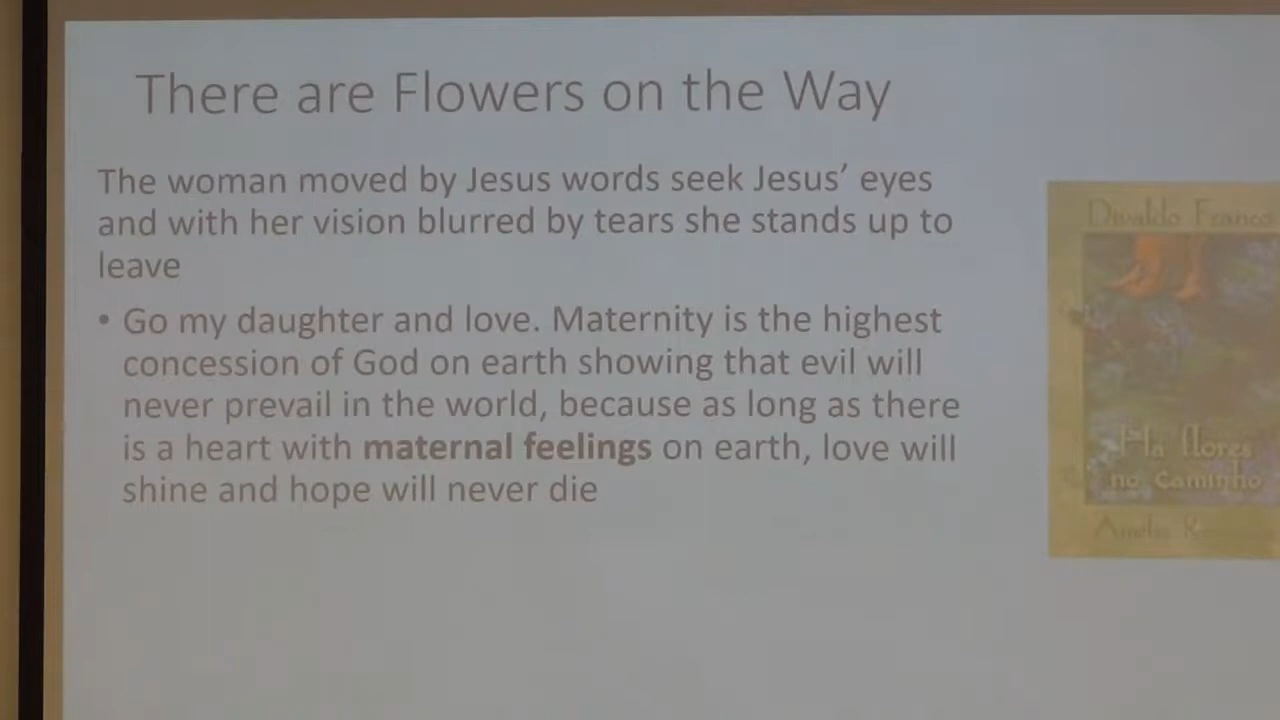 There are Flowers on the Way
The woman moved by Jesus words seek Jesus’ eyes
and with her vision blurred by tears she stands up to
leave
• Go my daughter and love. Maternity is the highest
concession of God on earth showing that evil will
never prevail in the world, because as long as there
is a heart with maternal feelings on earth, love will
shine and hope will never die
Divaldo Franco
Há flores
no caminho